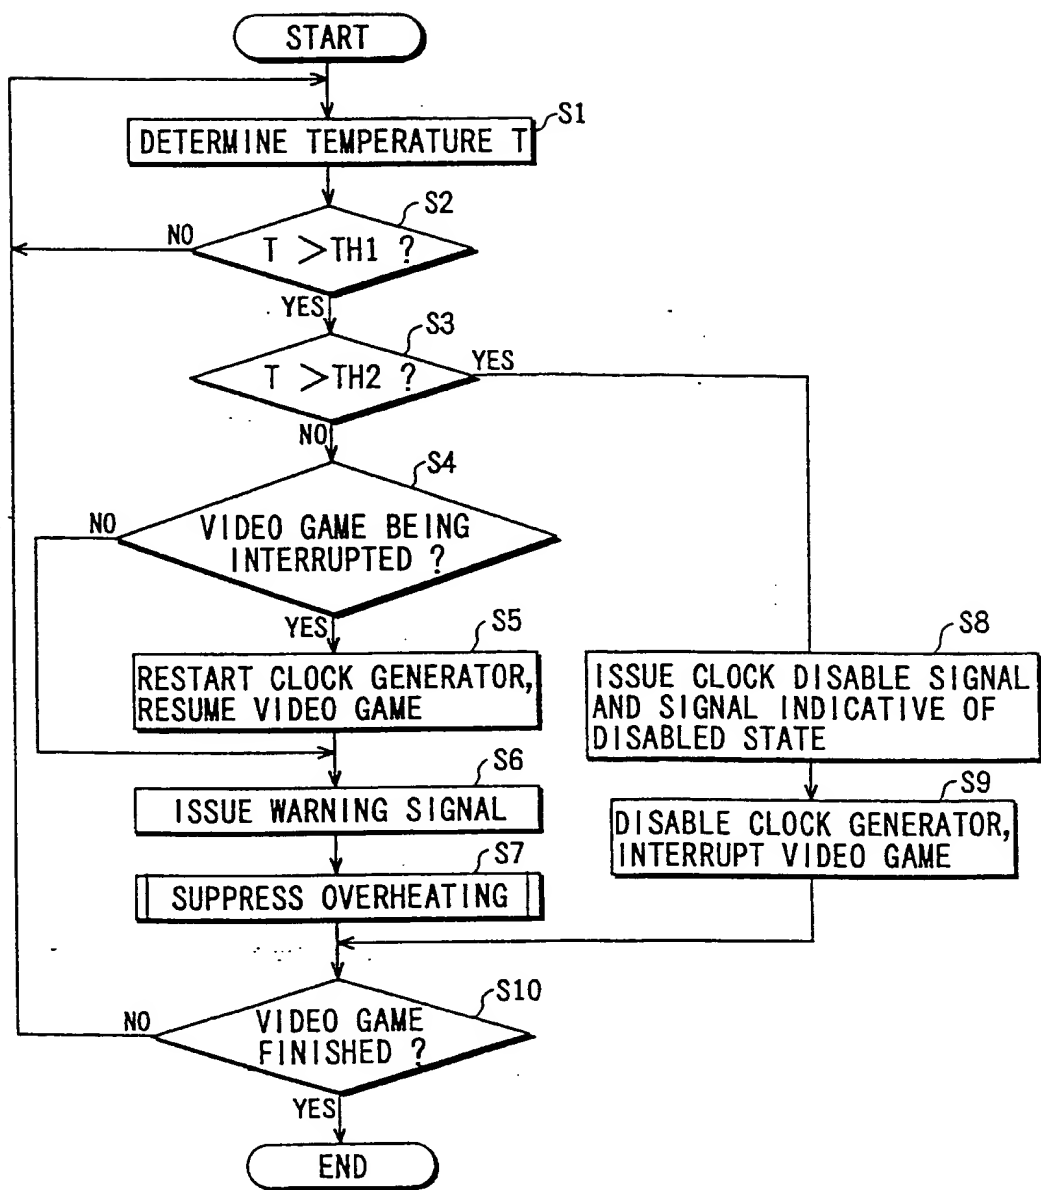 START
S1
DETERMINE TEMPERATURE T
S2
NO
T >TH1 ?
YES
S3
YES
T >TH2 ?
NO
S4
NO
VIDEO GAME BEING
INTERRUPTED ?
YES
S5
RESTART CLOCK GENERATOR,
RESUME VIDEO GAME
S8
ISSUE CLOCK DISABLE SIGNAL
AND SIGNAL INDICATIVE OF
DISABLED STATE
S6
ISSUE WARNING SIGNAL
S9
DISABLE CLOCK GENERATOR,
INTERRUPT VIDEO GAME
S7
SUPPRESS OVERHEATING
S10
NO
VIDEO GAME
FINISHED ?
YES
END